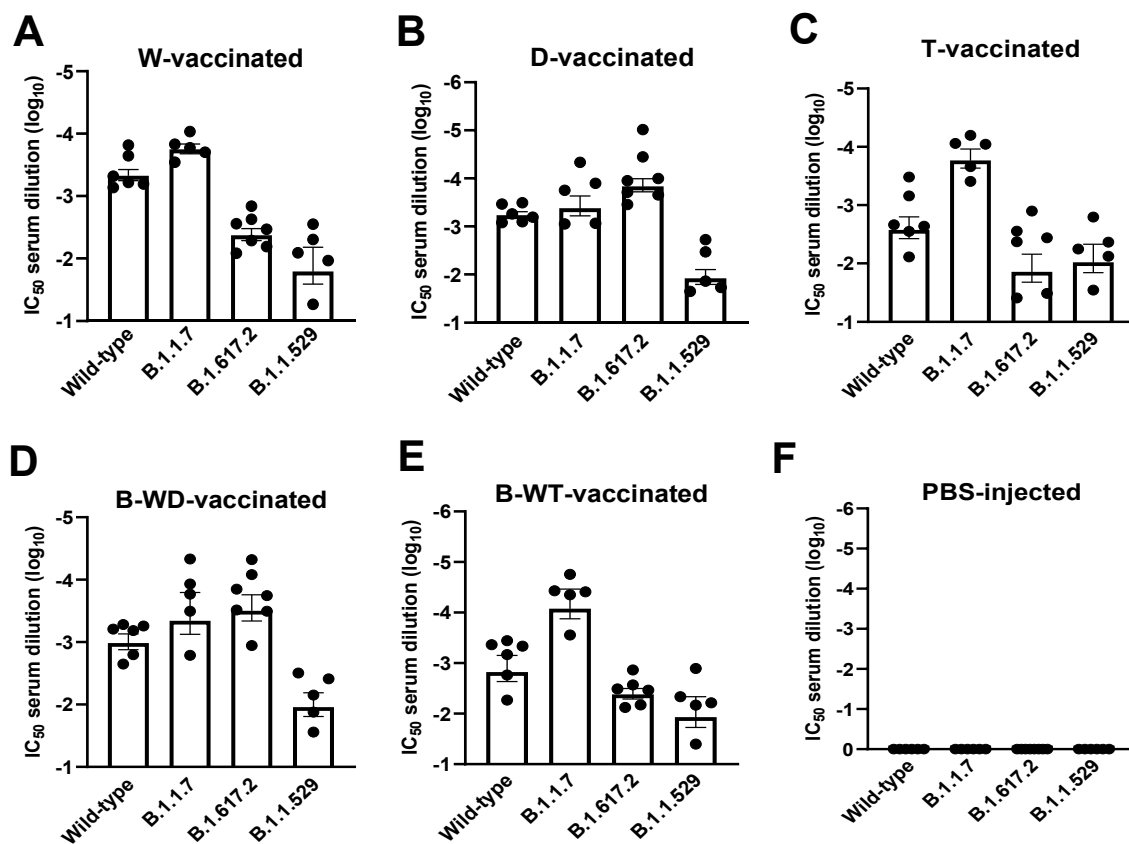 A
W-vaccinated
IC50 serum dilution (log10)
-5
-4
-3
-2
-1
Wild-type
B.1.1.7
B.1.617.2
B.1.1.529
B
D-vaccinated
IC50 serum dilution (log10)
-6
-5
-4
-3
-2
-1
Wild-type
B.1.1.7
B.1.617.2
B.1.1.529
C
T-vaccinated
IC50 serum dilution (log10)
-5
-4
-3
-2
-1
Wild-type
B.1.1.7
B.1.617.2
B.1.1.529
D
B-WD-vaccinated
IC50 serum dilution (log10)
-5
-4
-3
-2
-1
Wild-type
B.1.1.7
B.1.617.2
B.1.1.529
E
B-WT-vaccinated
IC50 serum dilution (log10)
-6
-5
-4
-3
-2
-1
Wild-type
B.1.1.7
B.1.617.2
B.1.1.529
F
PBS-injected
IC50 serum dilution (log10)
-6
-5
-4
-3
-2
-1
0
Wild-type
B.1.1.7
B.1.617.2
B.1.1.529